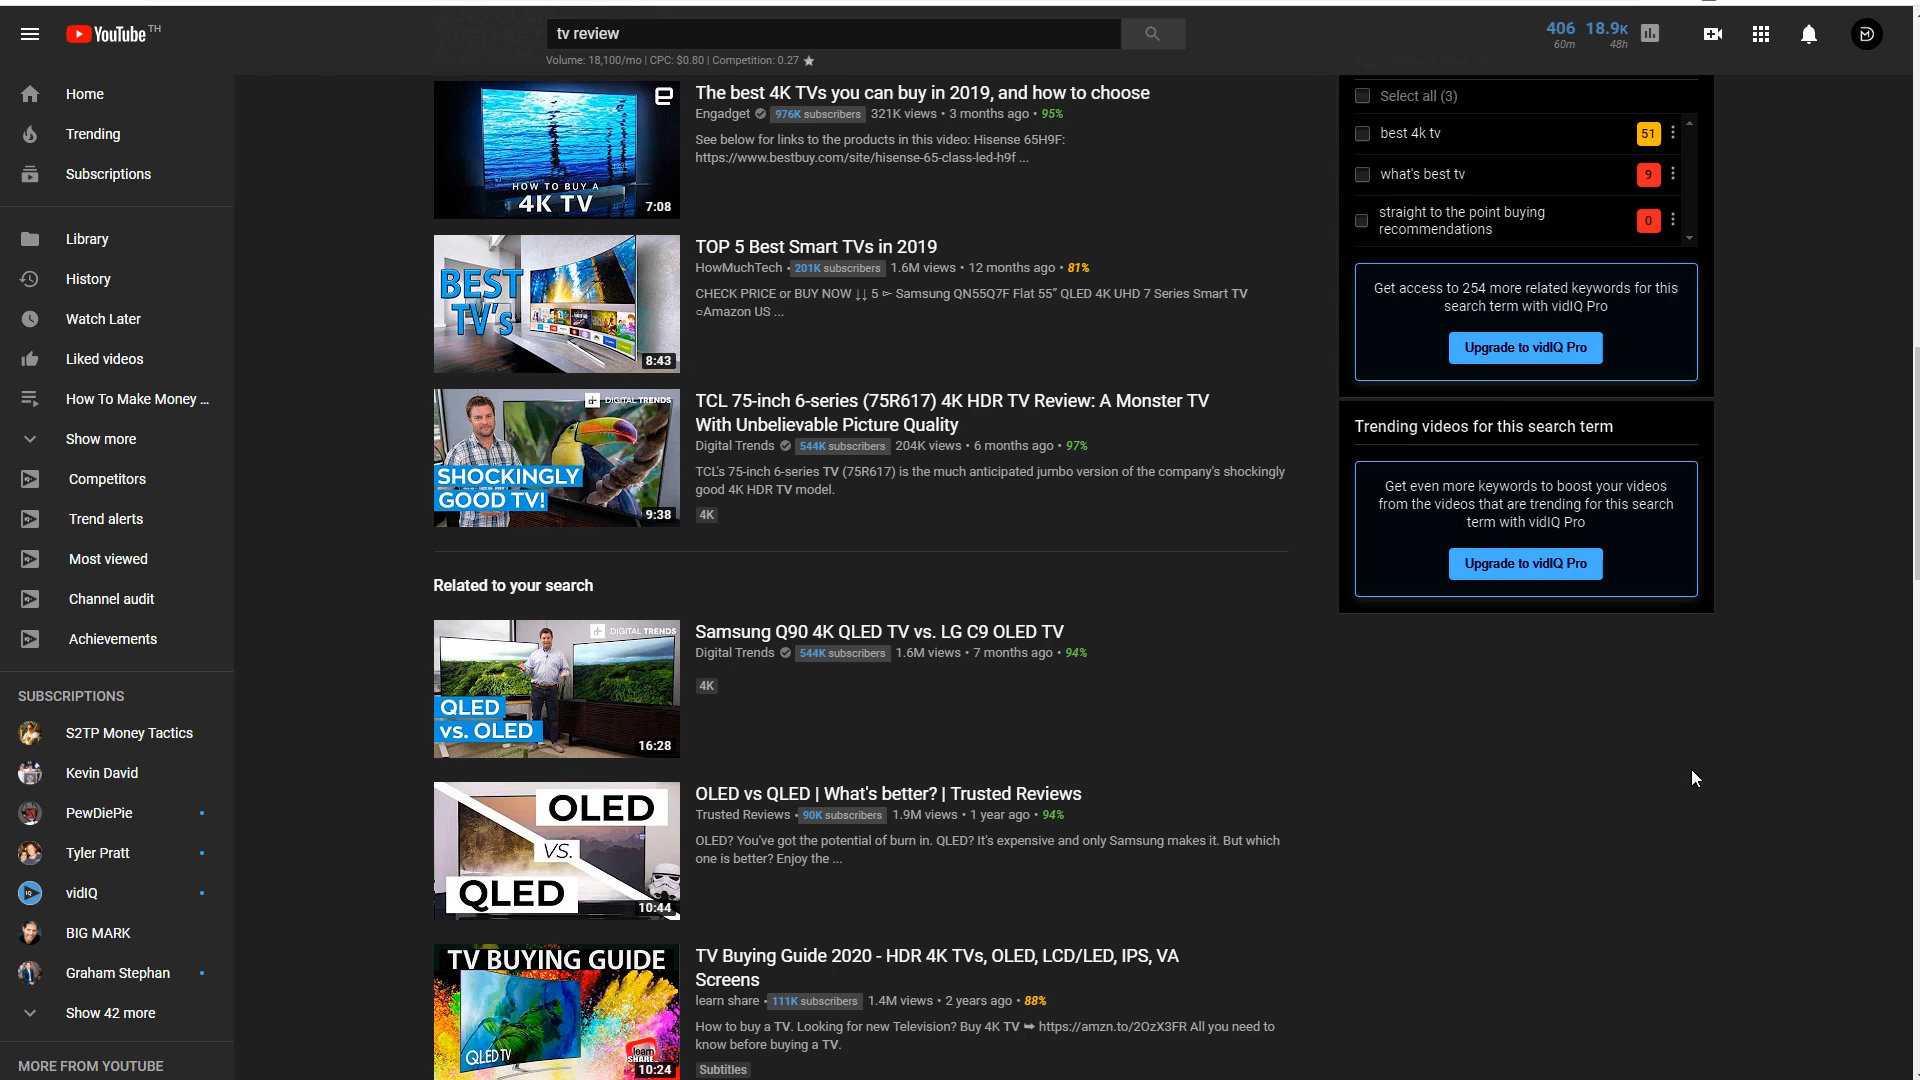 YouTube TH
tv review
Volume: 18,100/mo | CPC: $0.80 | Competition: 0.27 ★
406 18.9K
60m 48h
Home
Trending
Subscriptions
Library
History
Watch Later
Liked videos
How To Make Money ...
Show more
Competitors
Trend alerts
Most viewed
Channel audit
Achievements
SUBSCRIPTIONS
S2TP Money Tactics
Kevin David
PewDiePie
Tyler Pratt
vidIQ
BIG MARK
Graham Stephan
Show 42 more
MORE FROM YOUTUBE
HOW TO BUY A
4K TV
7:08
The best 4K TVs you can buy in 2019, and how to choose
Engadget 976K subscribers 321K views • 3 months ago • 95%
See below for links to the products in this video: Hisense 65H9F:
https://www.bestbuy.com/site/hisense-65-class-led-h9f ...
BEST
TV's
8:43
TOP 5 Best Smart TVs in 2019
HowMuchTech • 201K subscribers 1.6M views • 12 months ago • 81%
CHECK PRICE or BUY NOW ↓↓ 5 ⊳ Samsung QN55Q7F Flat 55” QLED 4K UHD 7 Series Smart TV
○Amazon US ...
DIGITAL TRENDS
SHOCKINGLY
GOOD TV!
9:38
TCL 75-inch 6-series (75R617) 4K HDR TV Review: A Monster TV
With Unbelievable Picture Quality
Digital Trends 544K subscribers 204K views • 6 months ago • 97%
TCL's 75-inch 6-series TV (75R617) is the much anticipated jumbo version of the company's shockingly
good 4K HDR TV model.
4K
Related to your search
DIGITAL TRENDS
QLED
vs. OLED
16:28
Samsung Q90 4K QLED TV vs. LG C9 OLED TV
Digital Trends 544K subscribers 1.6M views • 7 months ago • 94%
4K
OLED
VS.
QLED
10:44
OLED vs QLED | What's better? | Trusted Reviews
Trusted Reviews • 90K subscribers 1.9M views • 1 year ago • 94%
OLED? You've got the potential of burn in. QLED? It's expensive and only Samsung makes it. But which
one is better? Enjoy the ...
TV BUYING GUIDE
QLED TV
learn
SHARE
10:24
TV Buying Guide 2020 - HDR 4K TVs, OLED, LCD/LED, IPS, VA
Screens
learn share • 111K subscribers 1.4M views • 2 years ago • 88%
How to buy a TV. Looking for new Television? Buy 4K TV ➥ https://amzn.to/2OzX3FR All you need to
know before buying a TV.
Subtitles
Select all (3)
best 4k tv 51
what's best tv 9
straight to the point buying
recommendations 0
Get access to 254 more related keywords for this
search term with vidIQ Pro
Upgrade to vidIQ Pro
Trending videos for this search term
Get even more keywords to boost your videos
from the videos that are trending for this search
term with vidIQ Pro
Upgrade to vidIQ Pro